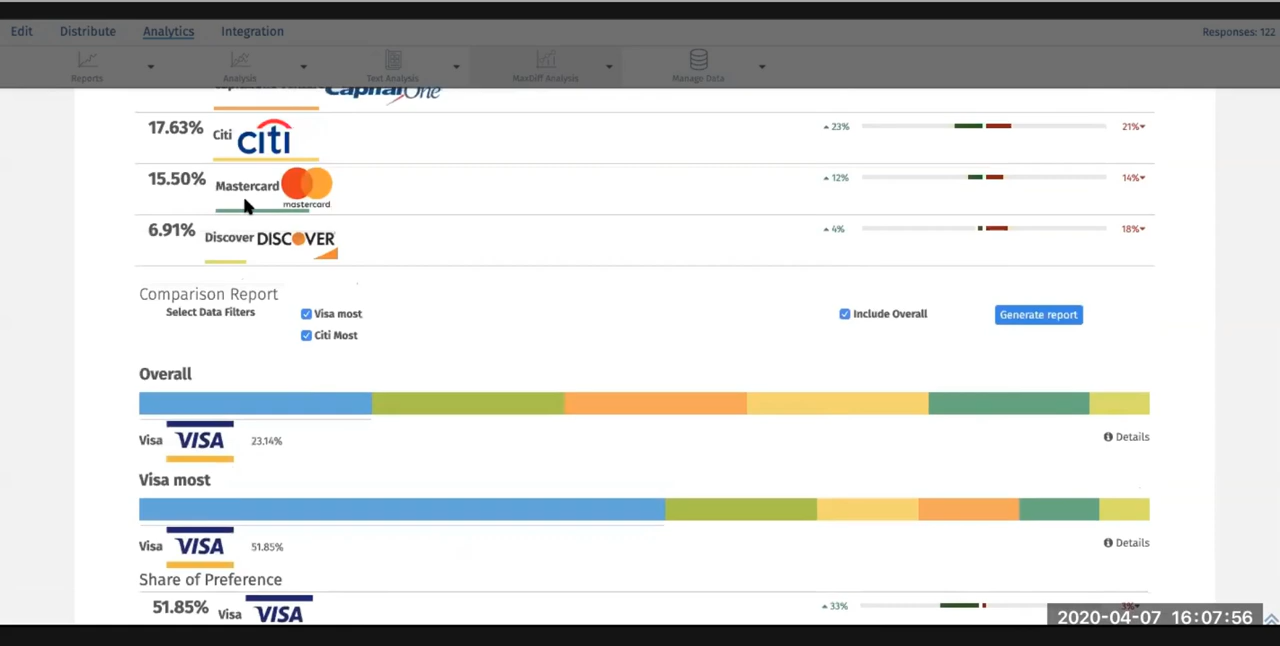 Edit Distribute Analytics Integration Responses: 122
Reports Analysis Text Analysis MaxDiff Analysis Manage Data
Capital One
17.63% Citi citi 23% 21%
15.50% Mastercard mastercard 12% 14%
6.91% Discover DISCOVER 4% 18%
Comparison Report
Select Data Filters Visa most Include Overall Generate report
Citi Most
Overall
Visa VISA 23.14% Details
Visa most
Visa VISA 51.85% Details
Share of Preference
51.85% Visa VISA 33% 3%
2020-04-07 16:07:56